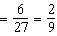 = 6/27 = 2/9